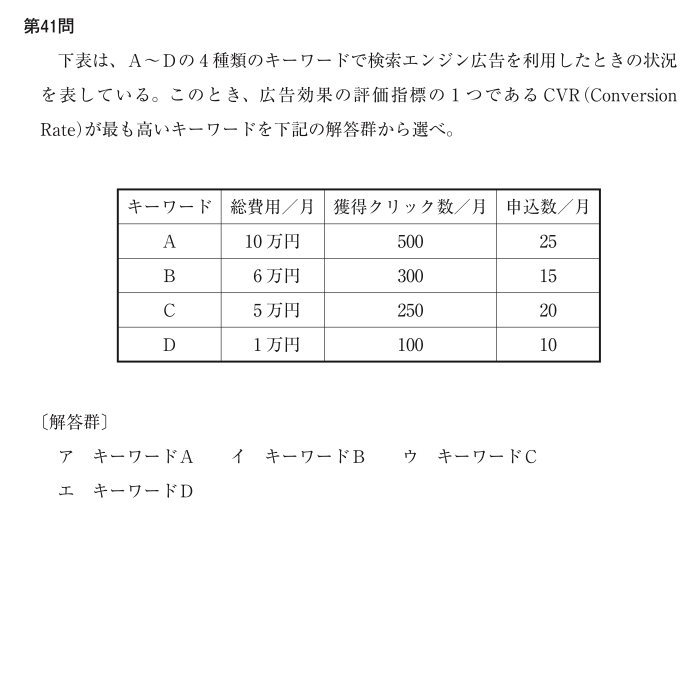 第41問
下表は、A～Dの4種類のキーワードで検索エンジン広告を利用したときの状況
を表している。このとき、広告効果の評価指標の1つであるCVR(Conversion
Rate)が最も高いキーワードを下記の解答群から選べ。
キーワード 総費用／月 獲得クリック数／月 申込数／月
A 10万円 500 25
B 6万円 300 15
C 5万円 250 20
D 1万円 100 10
〔解答群〕
ア キーワードA イ キーワードB ウ キーワードC
エ キーワードD